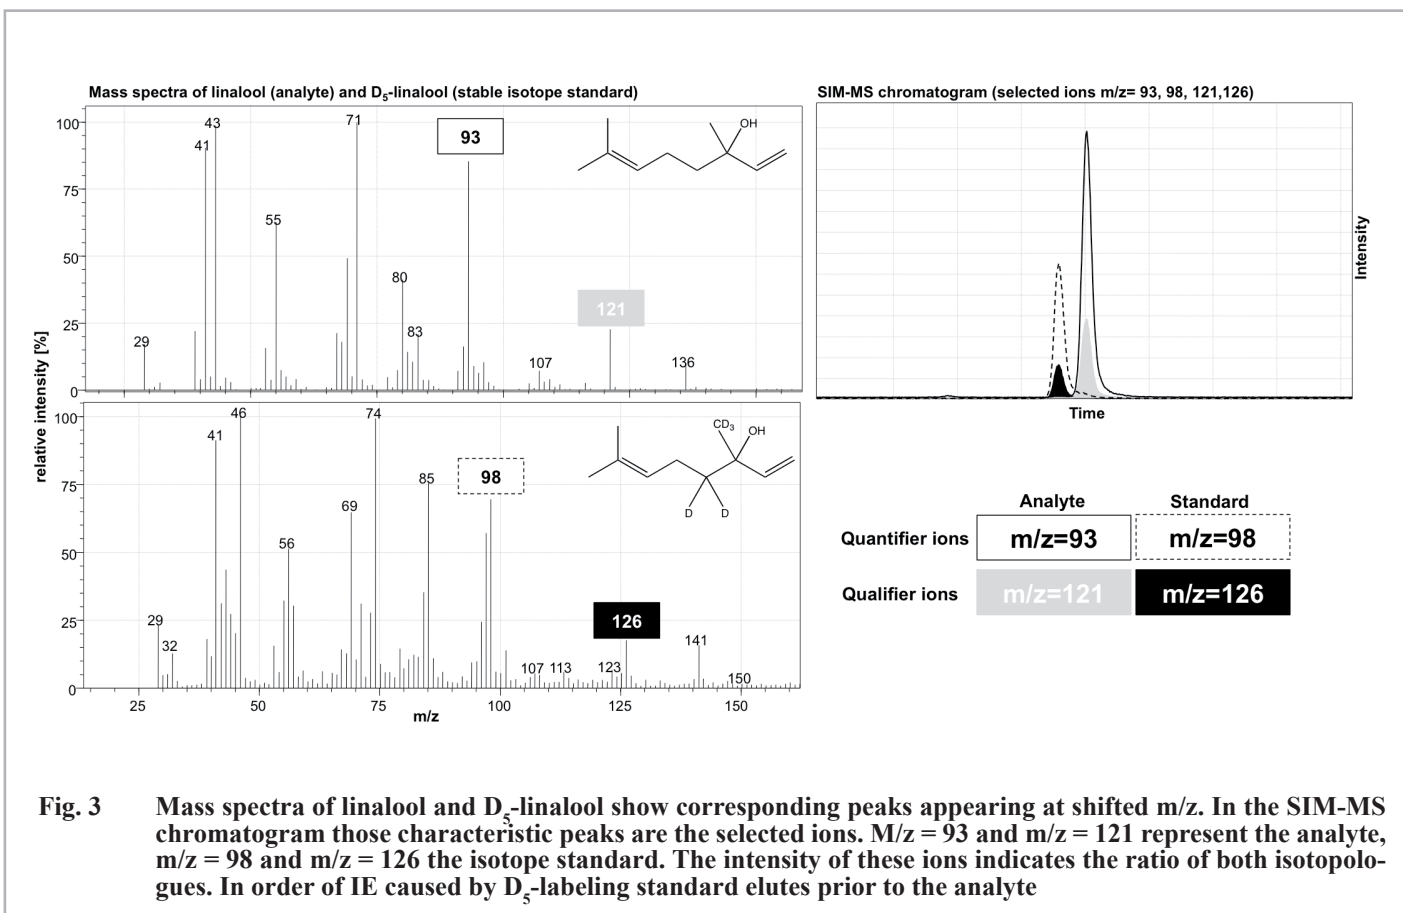 Mass spectra of linalool (analyte) and D5-linalool (stable isotope standard)
SIM-MS chromatogram (selected ions m/z= 93, 98, 121,126)
relative intensity [%]
100
75
50
25
0
29
41
43
55
71
80
83
93
107
121
136
OH
100
75
50
25
0
29
32
41
46
56
69
74
85
98
107
113
123
126
141
150
CD3
OH
D
D
25
50
75
100
125
150
m/z
Intensity
Time
Analyte
Standard
Quantifier ions
m/z=93
m/z=98
Qualifier ions
m/z=121
m/z=126
Fig. 3 Mass spectra of linalool and D5-linalool show corresponding peaks appearing at shifted m/z. In the SIM-MS
chromatogram those characteristic peaks are the selected ions. M/z = 93 and m/z = 121 represent the analyte,
m/z = 98 and m/z = 126 the isotope standard. The intensity of these ions indicates the ratio of both isotopolo-
gues. In order of IE caused by D5-labeling standard elutes prior to the analyte